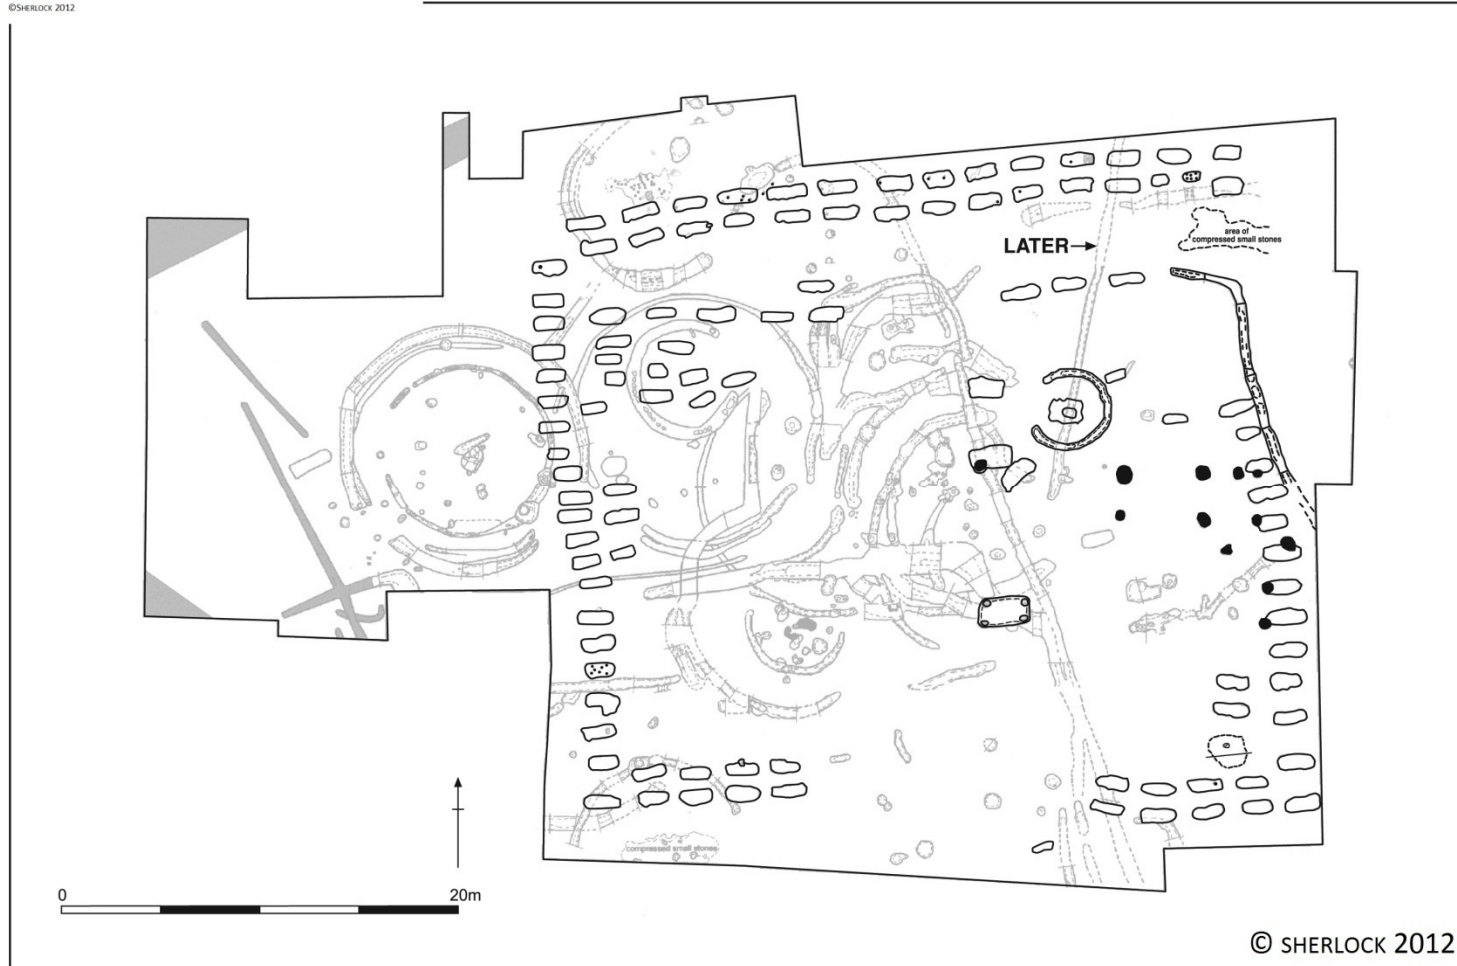 ©SHERLOCK 2012
LATER
area of
compressed small stones
compressed small stones
0
20m
© SHERLOCK 2012